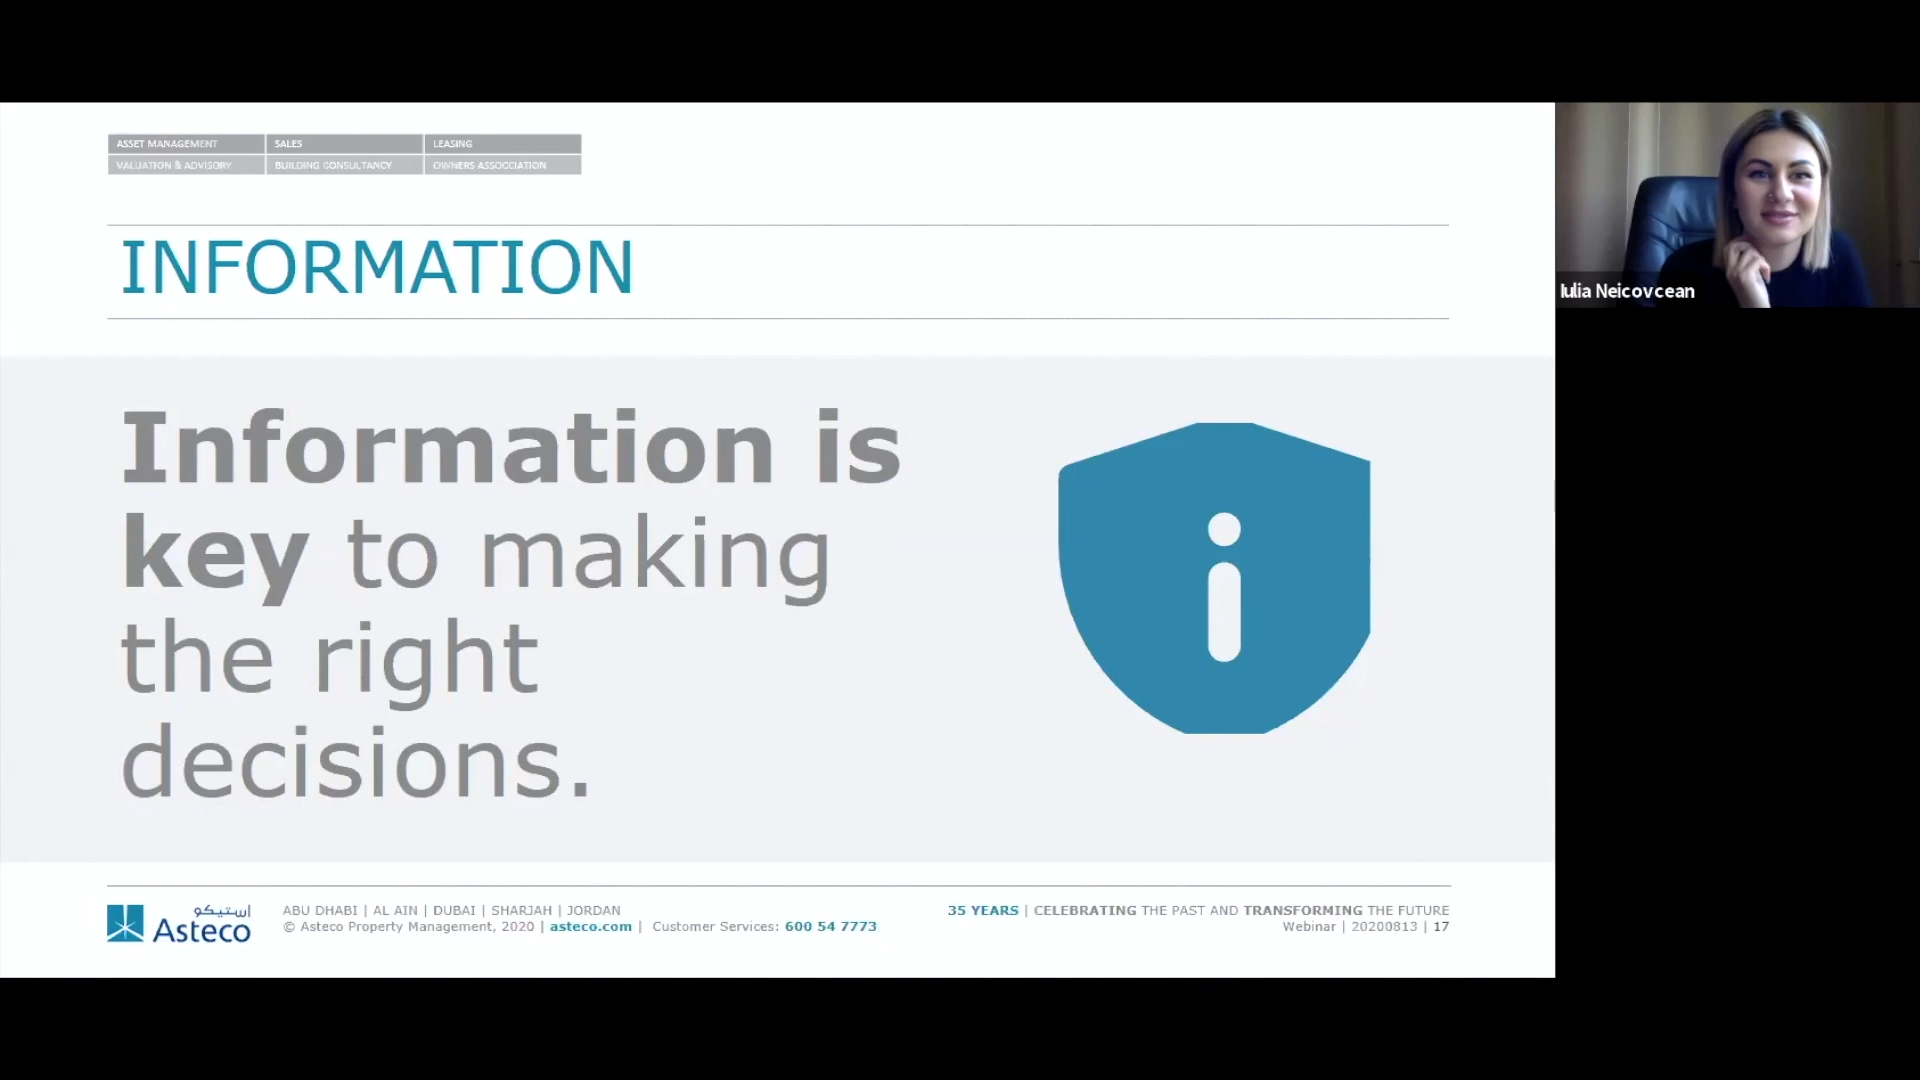 ASSET MANAGEMENT SALES LEASING
VALUATION & ADVISORY BUILDING CONSULTANCY OWNERS ASSOCCIATION
INFORMATION
Information is
key to making
the right
decisions.
i
استيكو
Asteco
ABU DHABI | AL AIN | DUBAI | SHARJAH | JORDAN
© Asteco Property Management, 2020 | asteco.com | Customer Services: 600 54 7773
35 YEARS | CELEBRATING THE PAST AND TRANSFORMING THE FUTURE
Webinar | 20200813 | 17
Iulia Neicovcean